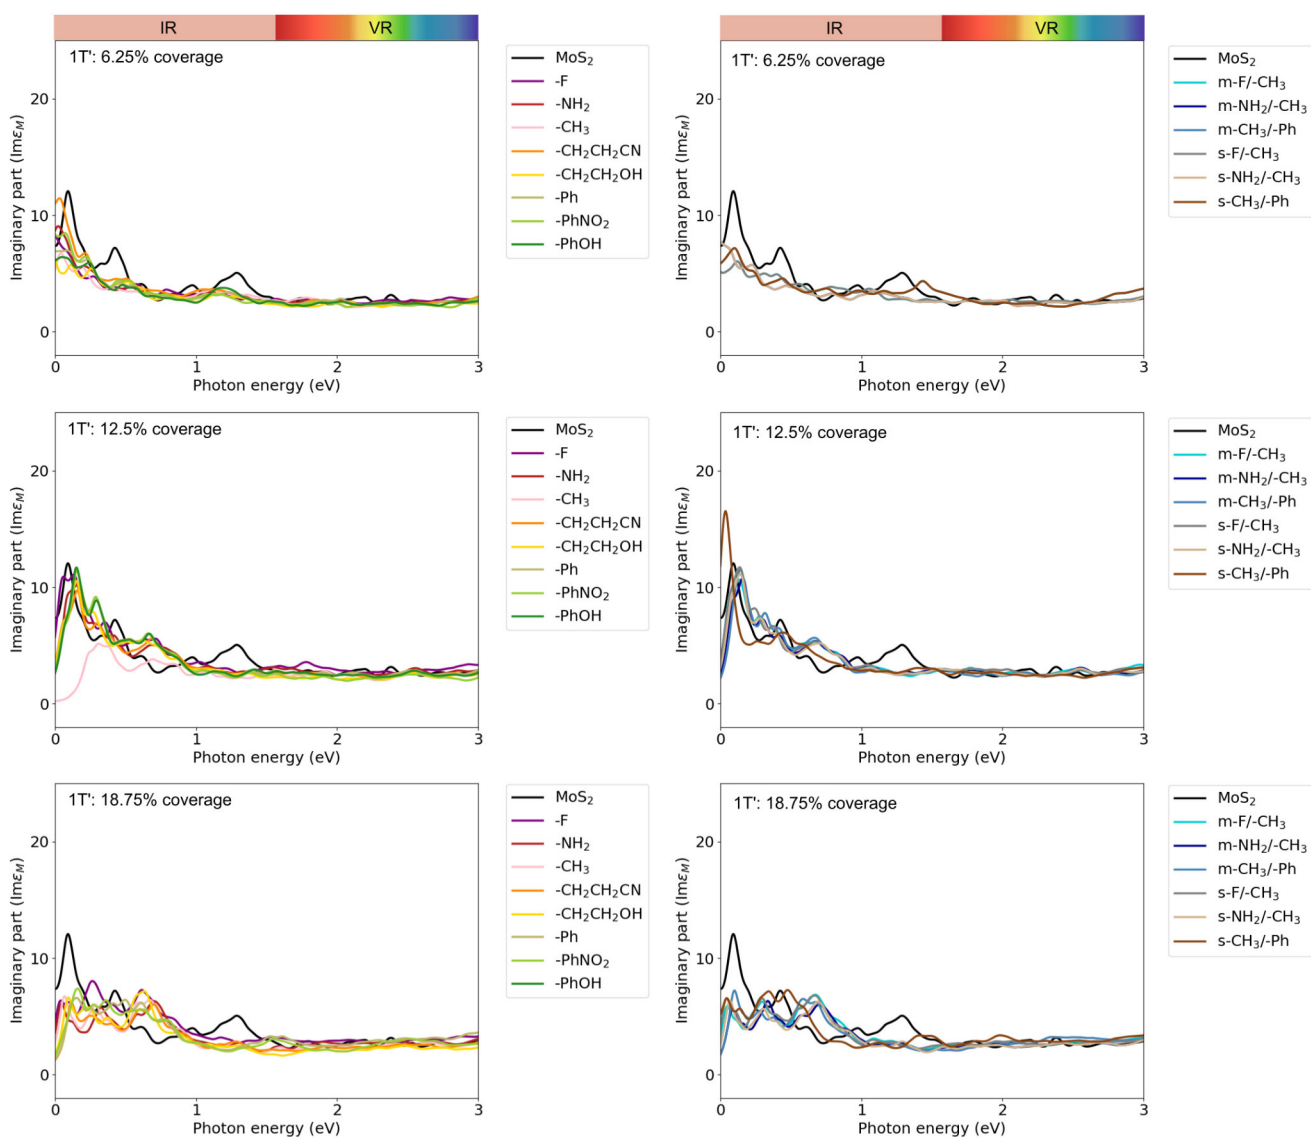 IR VR
1T': 6.25% coverage
Imaginary part (Imε_M)
20
10
0
0 1 2 3
Photon energy (eV)
MoS₂
-F
-NH₂
-CH₃
-CH₂CH₂CN
-CH₂CH₂OH
-Ph
-PhNO₂
-PhOH
IR VR
1T': 6.25% coverage
Imaginary part (Imε_M)
20
10
0
0 1 2 3
Photon energy (eV)
MoS₂
m-F/-CH₃
m-NH₂/-CH₃
m-CH₃/-Ph
s-F/-CH₃
s-NH₂/-CH₃
s-CH₃/-Ph
1T': 12.5% coverage
Imaginary part (Imε_M)
20
10
0
0 1 2 3
Photon energy (eV)
MoS₂
-F
-NH₂
-CH₃
-CH₂CH₂CN
-CH₂CH₂OH
-Ph
-PhNO₂
-PhOH
1T': 12.5% coverage
Imaginary part (Imε_M)
20
10
0
0 1 2 3
Photon energy (eV)
MoS₂
m-F/-CH₃
m-NH₂/-CH₃
m-CH₃/-Ph
s-F/-CH₃
s-NH₂/-CH₃
s-CH₃/-Ph
1T': 18.75% coverage
Imaginary part (Imε_M)
20
10
0
0 1 2 3
Photon energy (eV)
MoS₂
-F
-NH₂
-CH₃
-CH₂CH₂CN
-CH₂CH₂OH
-Ph
-PhNO₂
-PhOH
1T': 18.75% coverage
Imaginary part (Imε_M)
20
10
0
0 1 2 3
Photon energy (eV)
MoS₂
m-F/-CH₃
m-NH₂/-CH₃
m-CH₃/-Ph
s-F/-CH₃
s-NH₂/-CH₃
s-CH₃/-Ph